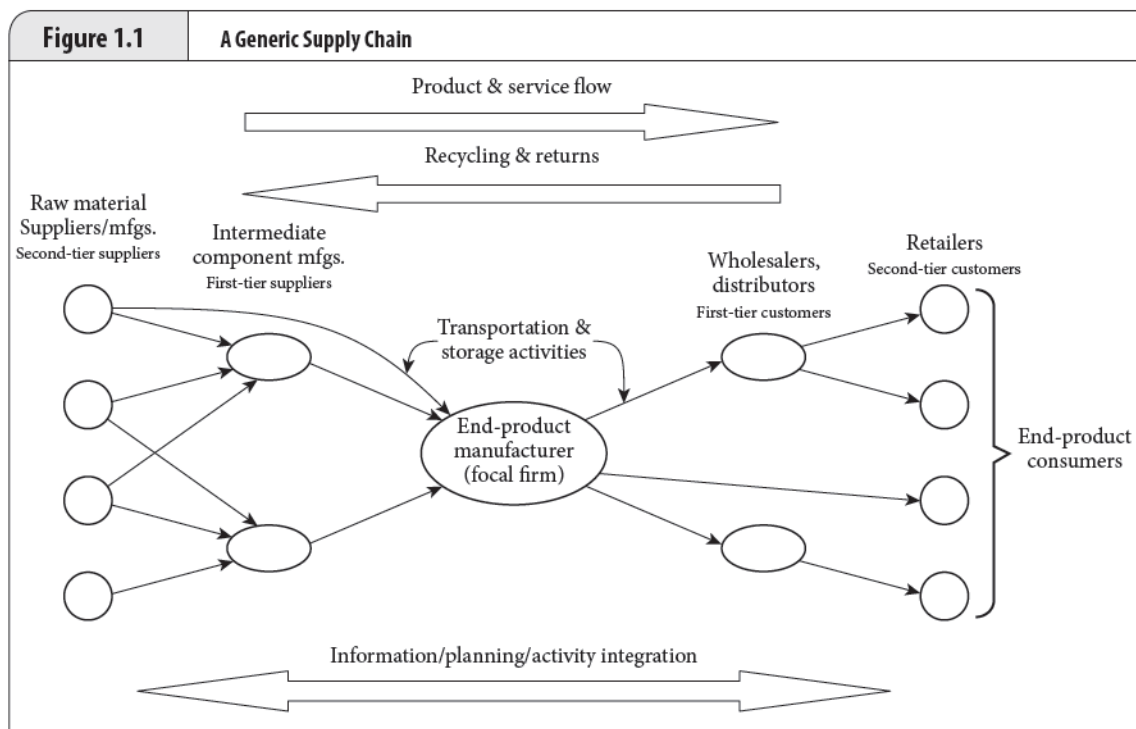 Figure 1.1
A Generic Supply Chain
Product & service flow
Recycling & returns
Raw material
Suppliers/mfgs.
Second-tier suppliers
Intermediate
component mfgs.
First-tier suppliers
Transportation &
storage activities
Wholesalers,
distributors
First-tier customers
Retailers
Second-tier customers
End-product
manufacturer
(focal firm)
End-product
consumers
Information/planning/activity integration